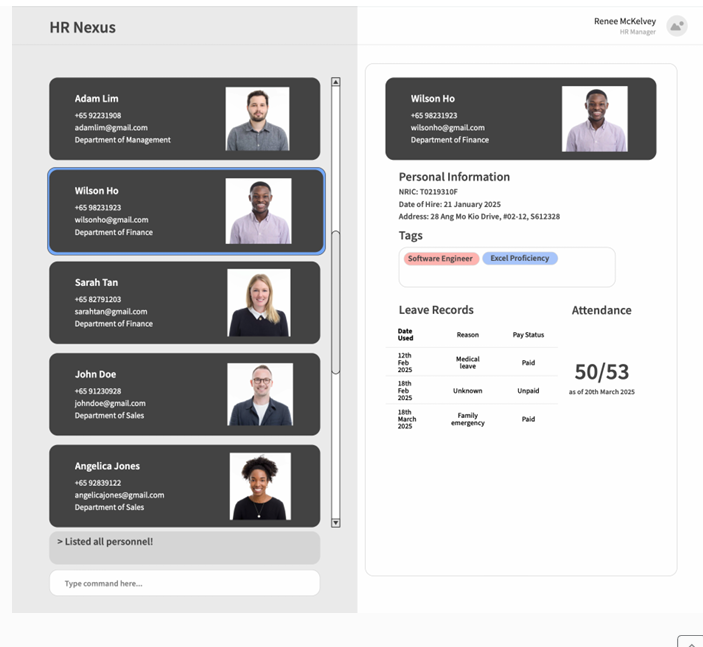 HR Nexus
Renee McKelvey
HR Manager
Adam Lim
+65 92231908
adamlim@gmail.com
Department of Management
Wilson Ho
+65 98231923
wilsonho@gmail.com
Department of Finance
Sarah Tan
+65 82791203
sarahtan@gmail.com
Department of Finance
John Doe
+65 91230928
johndoe@gmail.com
Department of Sales
Angelica Jones
+65 92839122
angelicajones@gmail.com
Department of Sales
> Listed all personnel!
Type command here...
Wilson Ho
+65 98231923
wilsonho@gmail.com
Department of Finance
Personal Information
NRIC: T0219310F
Date of Hire: 21 January 2025
Address: 28 Ang Mo Kio Drive, #02-12, S612328
Tags
Software Engineer Excel Proficiency
Leave Records
Date
Used
Reason
Pay Status
12th
Feb
2025
Medical
leave
Paid
18th
Feb
2025
Unknown
Unpaid
18th
March
2025
Family
emergency
Paid
Attendance
50/53
as of 20th March 2025